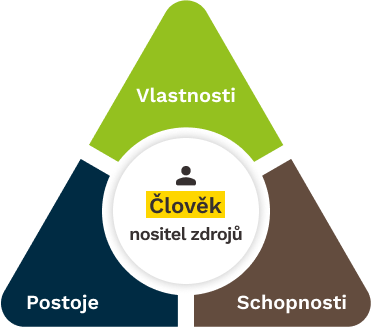 Vlastnosti
Člověk
nositel zdrojů
Postoje
Schopnosti